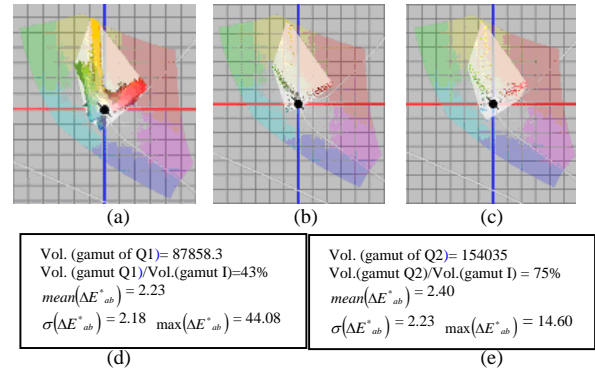 (a) (b) (c)
Vol. (gamut of Q1)= 87858.3
Vol. (gamut Q1)/Vol.(gamut I)=43%
mean(ΔE*ab) = 2.23
σ(ΔE*ab) = 2.18 max(ΔE*ab) = 44.08
Vol. (gamut of Q2)= 154035
Vol.(gamut Q2)/Vol.(gamut I) = 75%
mean(ΔE*ab) = 2.40
σ(ΔE*ab) = 2.23 max(ΔE*ab) = 14.60
(d) (e)